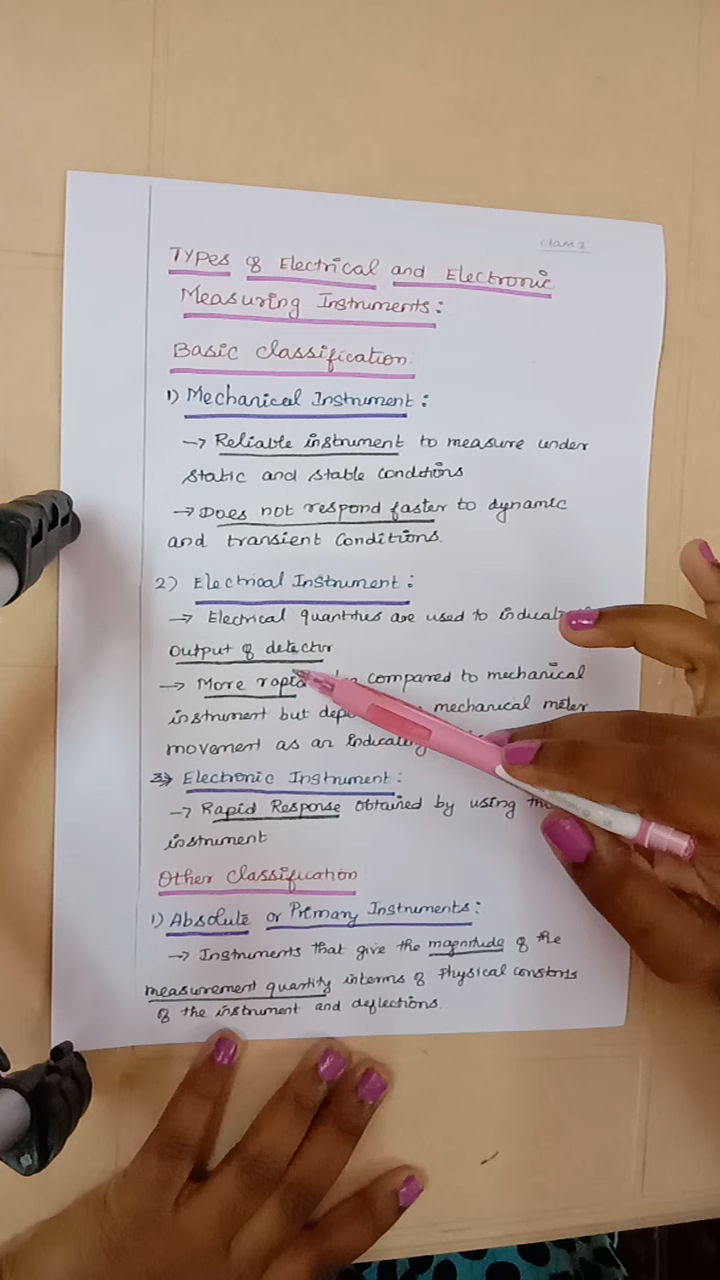 Class 2
Types of Electrical and Electronic
Measuring Instruments:
Basic classification
1) Mechanical Instrument:
→ Reliable instrument to measure under
static and stable conditions
→ Does not respond faster to dynamic
and transient conditions.
2) Electrical Instrument:
→ Electrical quantities are used to
Output of detector
→ More rapid compared to mechanical
instrument but mechanical meter
movement as an
3) Electronic Instrument:
→ Rapid Response obtained by using the
instrument
Other classification
1) Absolute or Primary Instruments:
→ Instruments that give the magnitude of the
measurement quantity interms of Physical constants
of the instrument and deflections.